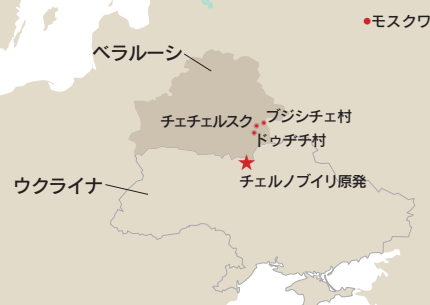 モスクワ
ベラルーシ
ブジシチェ村
チェチェルスク
ドゥヂチ村
チェルノブイリ原発
ウクライナ